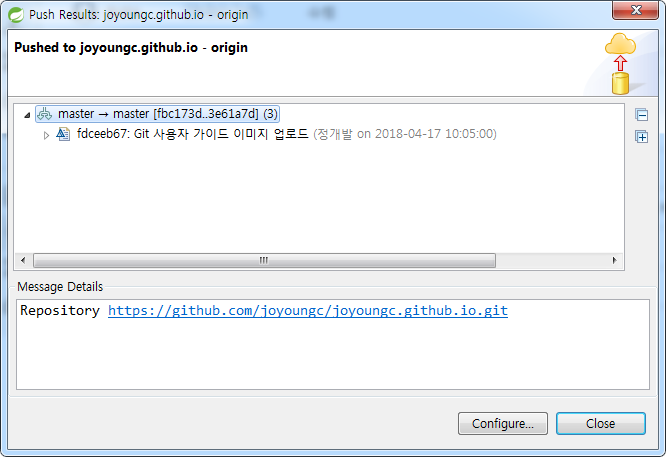 Push Results: joyoungc.github.io - origin
Pushed to joyoungc.github.io - origin
master → master [fbc173d..3e61a7d] (3)
fdceeb67: Git 사용자 가이드 이미지 업로드 (정개발 on 2018-04-17 10:05:00)
Message Details
Repository https://github.com/joyoungc/joyoungc.github.io.git
Configure...
Close